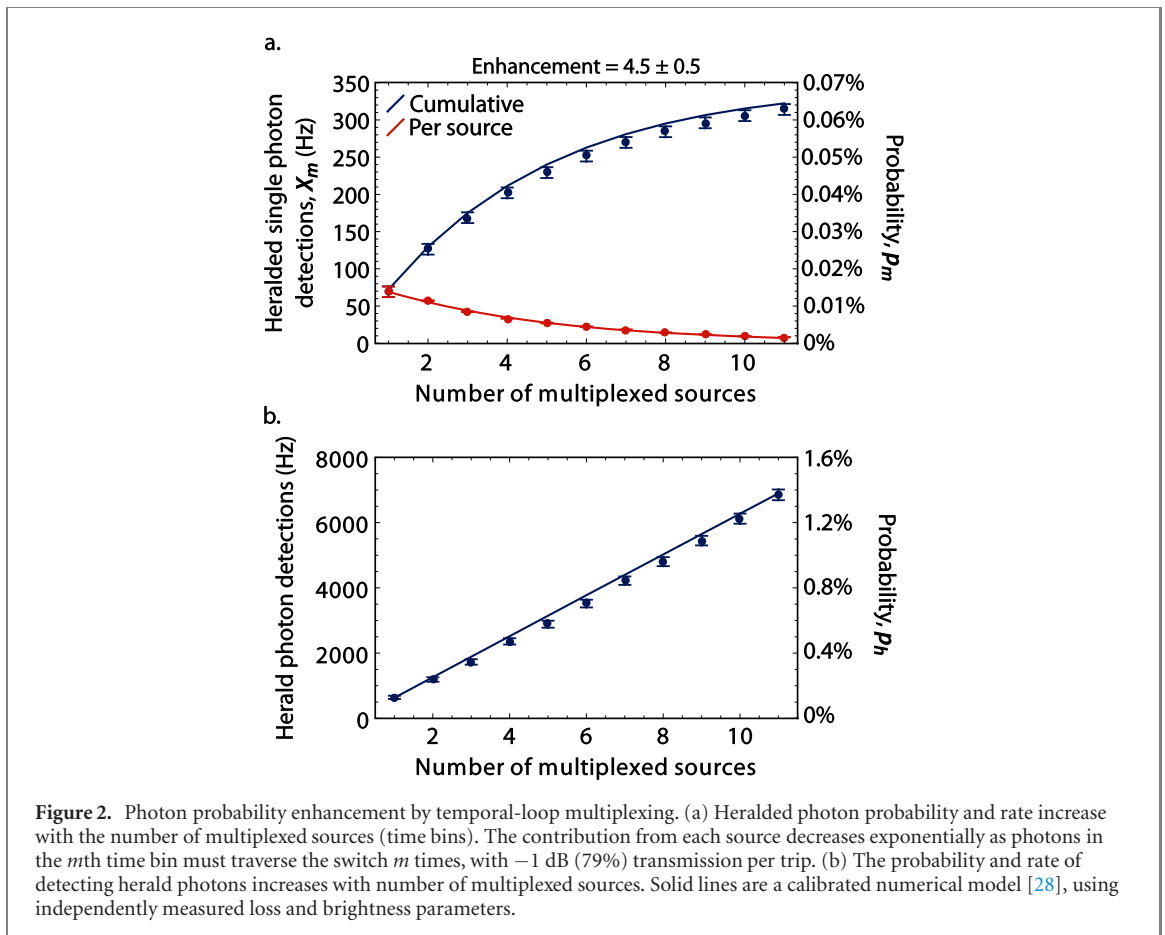 a.
Enhancement = 4.5 ± 0.5
Cumulative
Per source
Heralded single photon
detections, Xm (Hz)
350
300
250
200
150
100
50
0
0.07%
0.06%
0.05%
0.04%
0.03%
0.02%
0.01%
0%
Probability, pm
2
4
6
8
10
Number of multiplexed sources
b.
Herald photon detections (Hz)
8000
6000
4000
2000
0
1.6%
1.2%
0.8%
0.4%
0%
Probability, ph
2
4
6
8
10
Number of multiplexed sources
Figure 2. Photon probability enhancement by temporal-loop multiplexing. (a) Heralded photon probability and rate increase
with the number of multiplexed sources (time bins). The contribution from each source decreases exponentially as photons in
the mth time bin must traverse the switch m times, with −1 dB (79%) transmission per trip. (b) The probability and rate of
detecting herald photons increases with number of multiplexed sources. Solid lines are a calibrated numerical model [28], using
independently measured loss and brightness parameters.